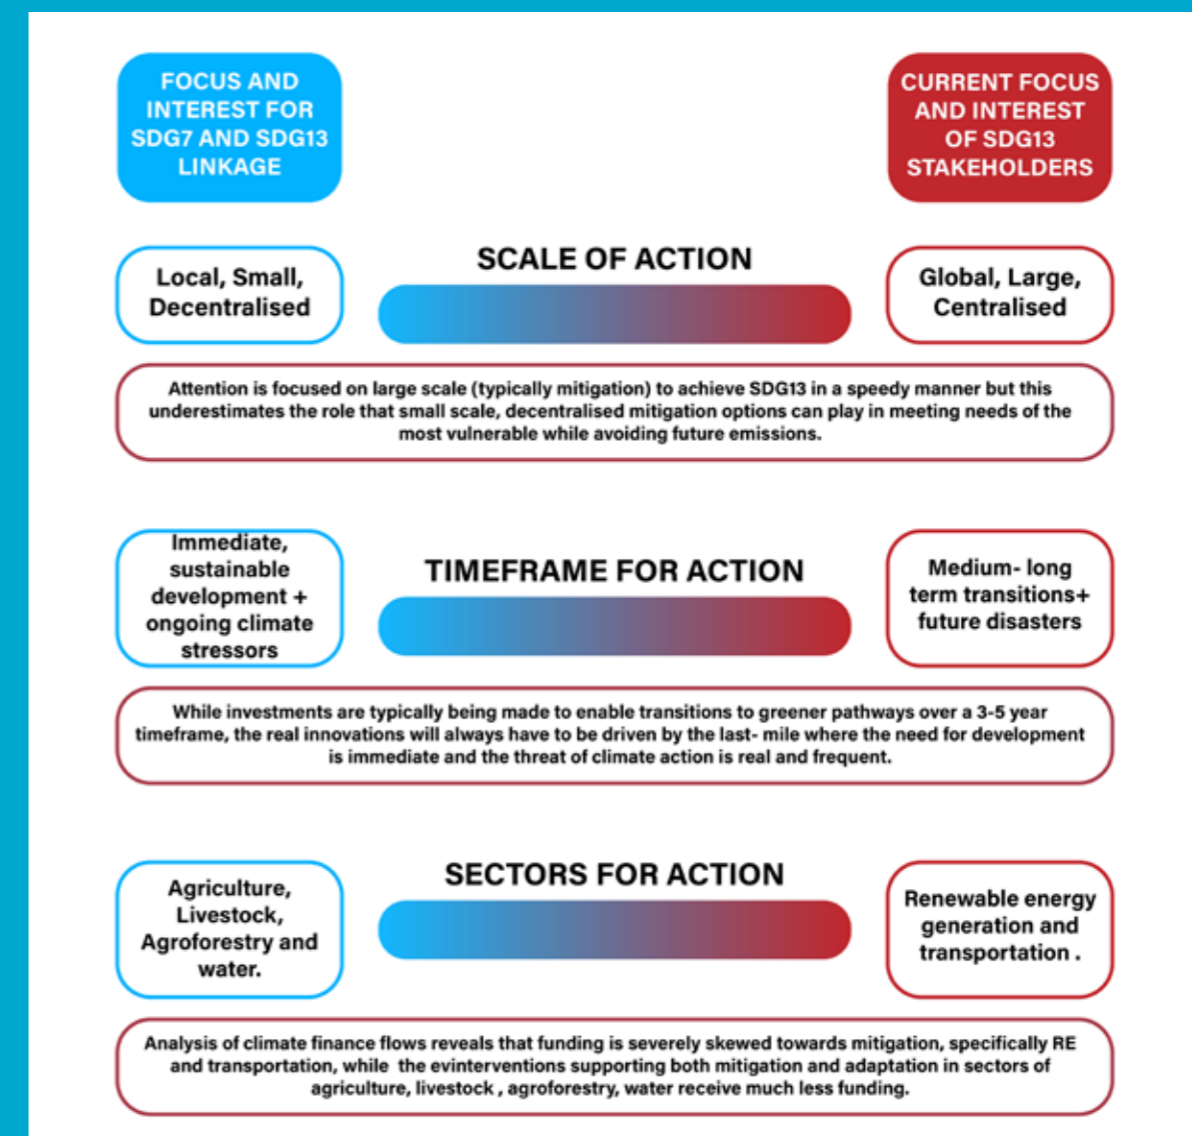 FOCUS AND
INTEREST FOR
SDG7 AND SDG13
LINKAGE
CURRENT FOCUS
AND INTEREST
OF SDG13
STAKEHOLDERS
SCALE OF ACTION
Local, Small,
Decentralised
Global, Large,
Centralised
Attention is focused on large scale (typically mitigation) to achieve SDG13 in a speedy manner but this
underestimates the role that small scale, decentralised mitigation options can play in meeting needs of the
most vulnerable while avoiding future emissions.
TIMEFRAME FOR ACTION
Immediate,
sustainable
development +
ongoing climate
stressors
Medium- long
term transitions+
future disasters
While investments are typically being made to enable transitions to greener pathways over a 3-5 year
timeframe, the real innovations will always have to be driven by the last- mile where the need for development
is immediate and the threat of climate action is real and frequent.
SECTORS FOR ACTION
Agriculture,
Livestock,
Agroforestry and
water.
Renewable energy
generation and
transportation .
Analysis of climate finance flows reveals that funding is severely skewed towards mitigation, specifically RE
and transportation, while  the evinterventions supporting both mitigation and adaptation in sectors of
agriculture, livestock , agroforestry, water receive much less funding.